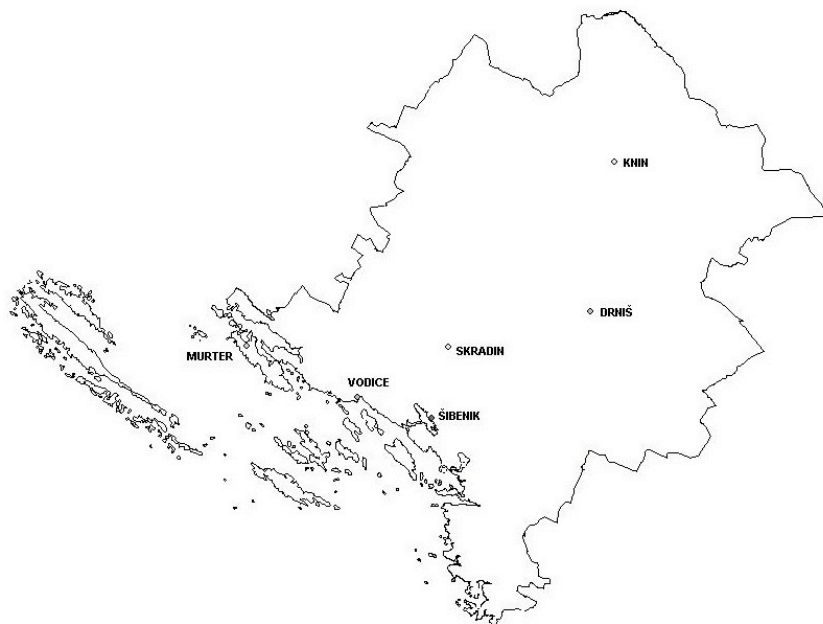 KNIN
DRNIŠ
MURTER
SKRADIN
VODICE
ŠIBENIK